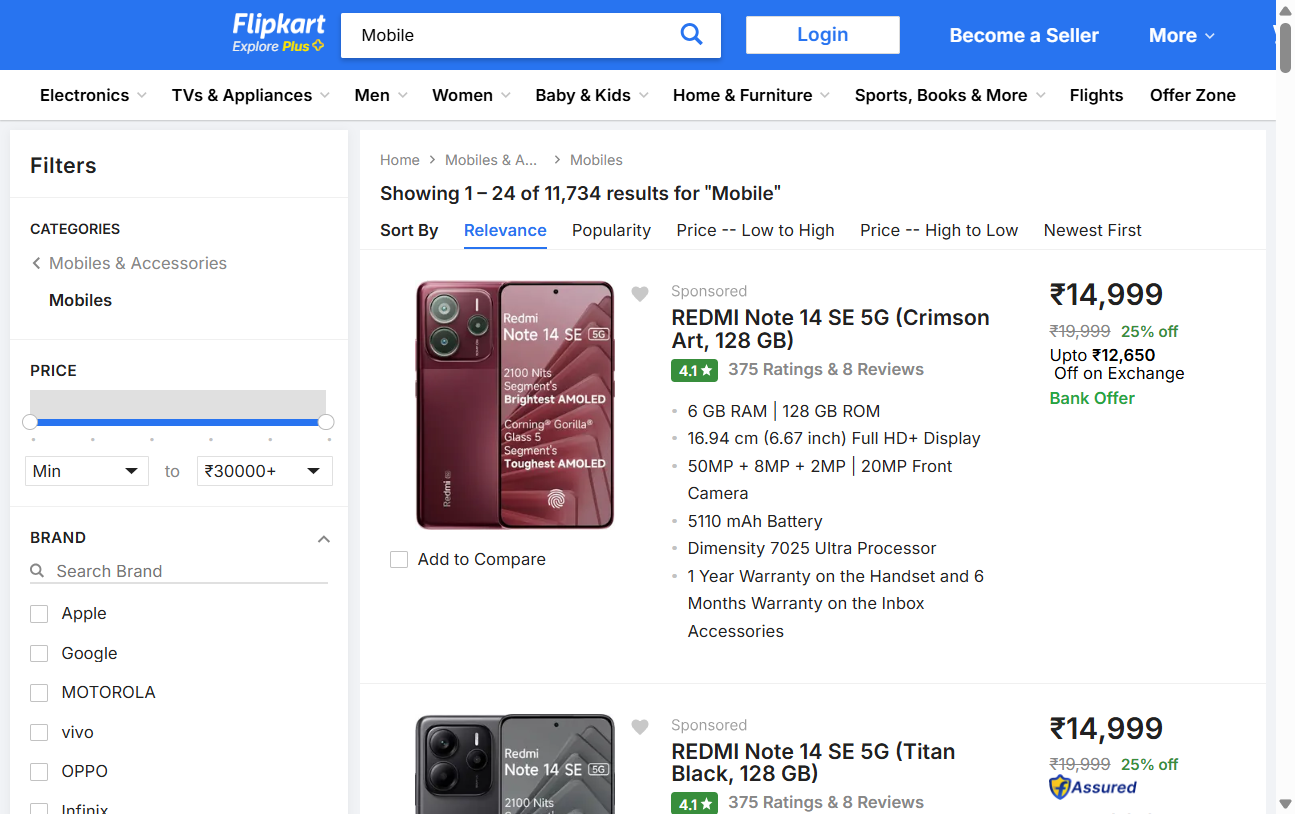 Flipkart
Explore Plus
Mobile
Login
Become a Seller
More
Electronics
TVs & Appliances
Men
Women
Baby & Kids
Home & Furniture
Sports, Books & More
Flights
Offer Zone
Filters
CATEGORIES
Mobiles & Accessories
Mobiles
PRICE
Min
to
₹30000+
BRAND
Search Brand
Apple
Google
MOTOROLA
vivo
OPPO
Infinix
Home
Mobiles & A...
Mobiles
Showing 1 – 24 of 11,734 results for "Mobile"
Sort By
Relevance
Popularity
Price -- Low to High
Price -- High to Low
Newest First
Redmi
Note 14 SE 5G
2100 Nits
Segment's
Brightest AMOLED
Corning® Gorilla®
Glass 5
Segment's
Toughest AMOLED
Redmi
Add to Compare
Sponsored
REDMI Note 14 SE 5G (Crimson
Art, 128 GB)
4.1
375 Ratings & 8 Reviews
6 GB RAM | 128 GB ROM
16.94 cm (6.67 inch) Full HD+ Display
50MP + 8MP + 2MP | 20MP Front
Camera
5110 mAh Battery
Dimensity 7025 Ultra Processor
1 Year Warranty on the Handset and 6
Months Warranty on the Inbox
Accessories
₹14,999
₹19,999 25% off
Upto ₹12,650
Off on Exchange
Bank Offer
Redmi
Note 14 SE 5G
2100 Nits
Sponsored
REDMI Note 14 SE 5G (Titan
Black, 128 GB)
4.1
375 Ratings & 8 Reviews
₹14,999
₹19,999 25% off
Assured